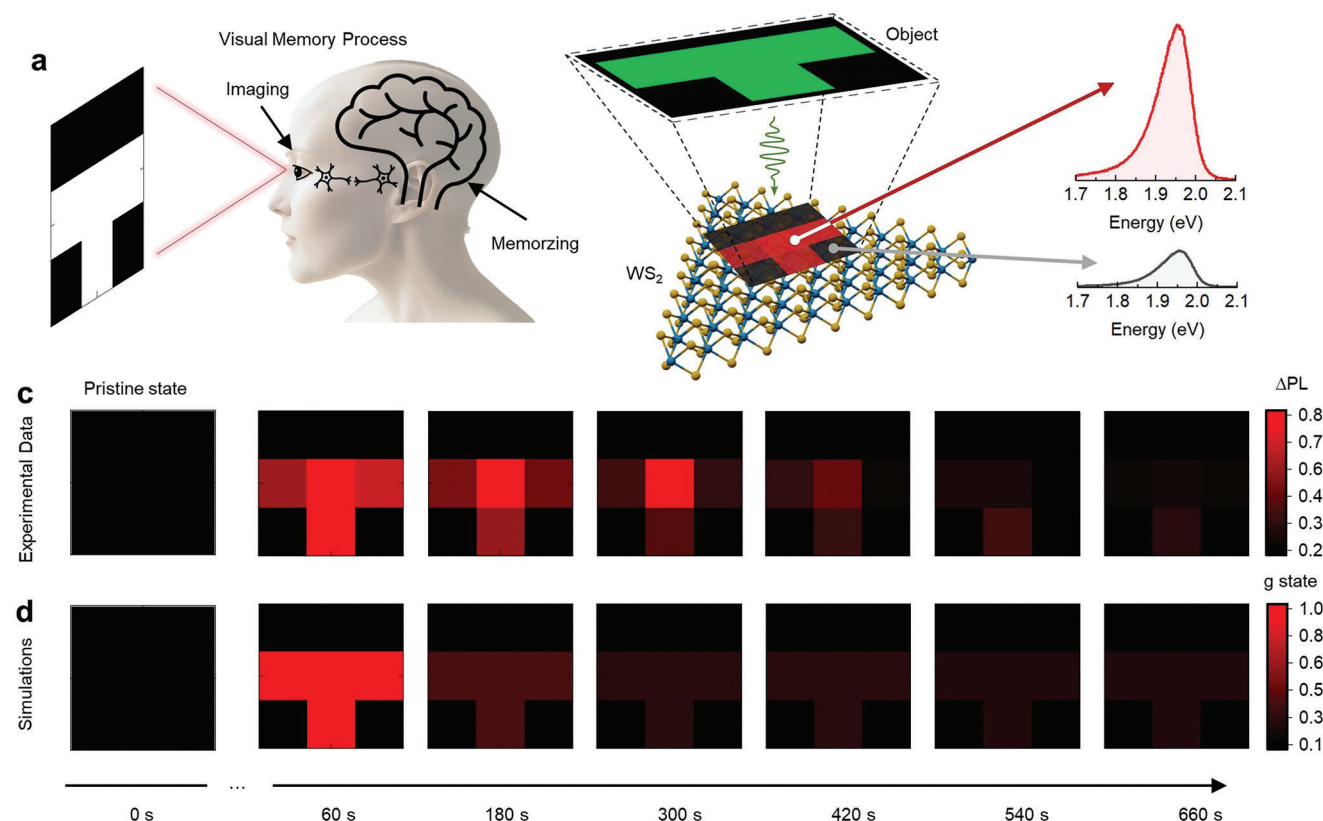 a
Visual Memory Process
Imaging
Memorzing
Object
WS₂
1.7 1.8 1.9 2.0 2.1
Energy (eV)
1.7 1.8 1.9 2.0 2.1
Energy (eV)
c
Pristine state
Experimental Data
ΔPL
0.8
0.7
0.6
0.5
0.4
0.3
0.2
d
Simulations
g state
1.0
0.8
0.6
0.5
0.3
0.1
...
0 s 60 s 180 s 300 s 420 s 540 s 660 s